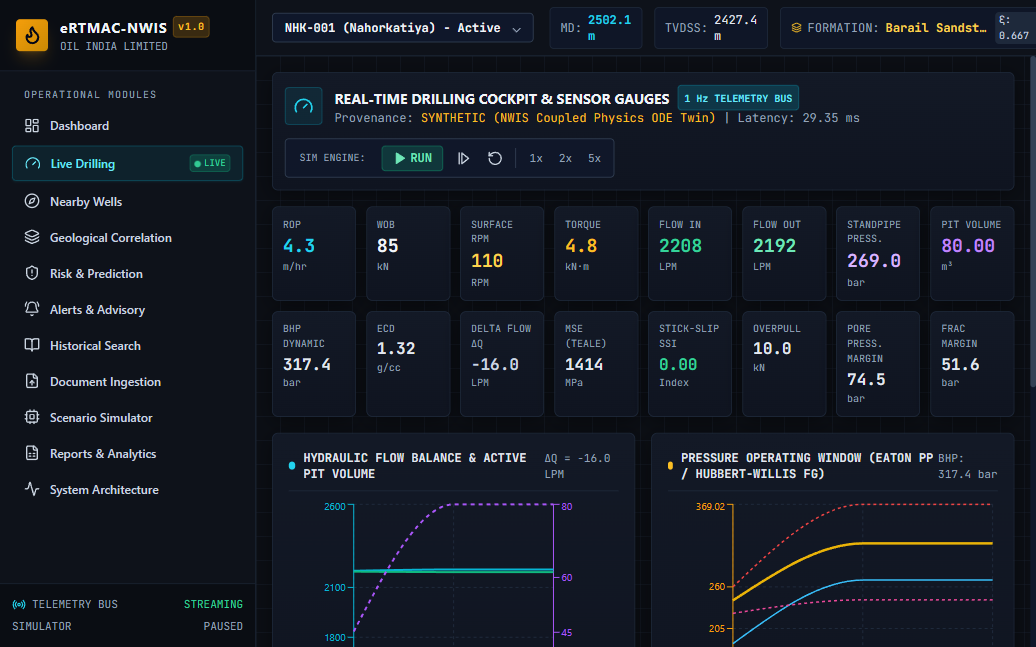 eRTMAC-NWIS v1.0
OIL INDIA LIMITED
OPERATIONAL MODULES
Dashboard
Live Drilling
LIVE
Nearby Wells
Geological Correlation
Risk & Prediction
Alerts & Advisory
Historical Search
Document Ingestion
Scenario Simulator
Reports & Analytics
System Architecture
TELEMETRY BUS STREAMING
SIMULATOR PAUSED
NHK-001 (Nahorkatiya) - Active
MD: 2502.1 m
TVDSS: 2427.4 m
FORMATION: Barail Sandst…
ξ: 0.667
REAL-TIME DRILLING COCKPIT & SENSOR GAUGES
1 Hz TELEMETRY BUS
Provenance: SYNTHETIC (NWIS Coupled Physics ODE Twin) | Latency: 29.35 ms
SIM ENGINE: RUN 1x 2x 5x
ROP
4.3
m/hr
WOB
85
kN
SURFACE
RPM
110
RPM
TORQUE
4.8
kN·m
FLOW IN
2208
LPM
FLOW OUT
2192
LPM
STANDPIPE
PRESS.
269.0
bar
PIT VOLUME
80.00
m³
BHP
DYNAMIC
317.4
bar
ECD
1.32
g/cc
DELTA FLOW
ΔQ
-16.0
LPM
MSE
(TEALE)
1414
MPa
STICK-SLIP
SSI
0.00
Index
OVERPULL
10.0
kN
PORE
PRESS.
MARGIN
74.5
bar
FRAC
MARGIN
51.6
bar
HYDRAULIC FLOW BALANCE & ACTIVE
PIT VOLUME
ΔQ = -16.0
LPM
2600
2100
1800
80
60
45
PRESSURE OPERATING WINDOW (EATON PP
/ HUBBERT-WILLIS FG)
BHP:
317.4 bar
369.02
260
205